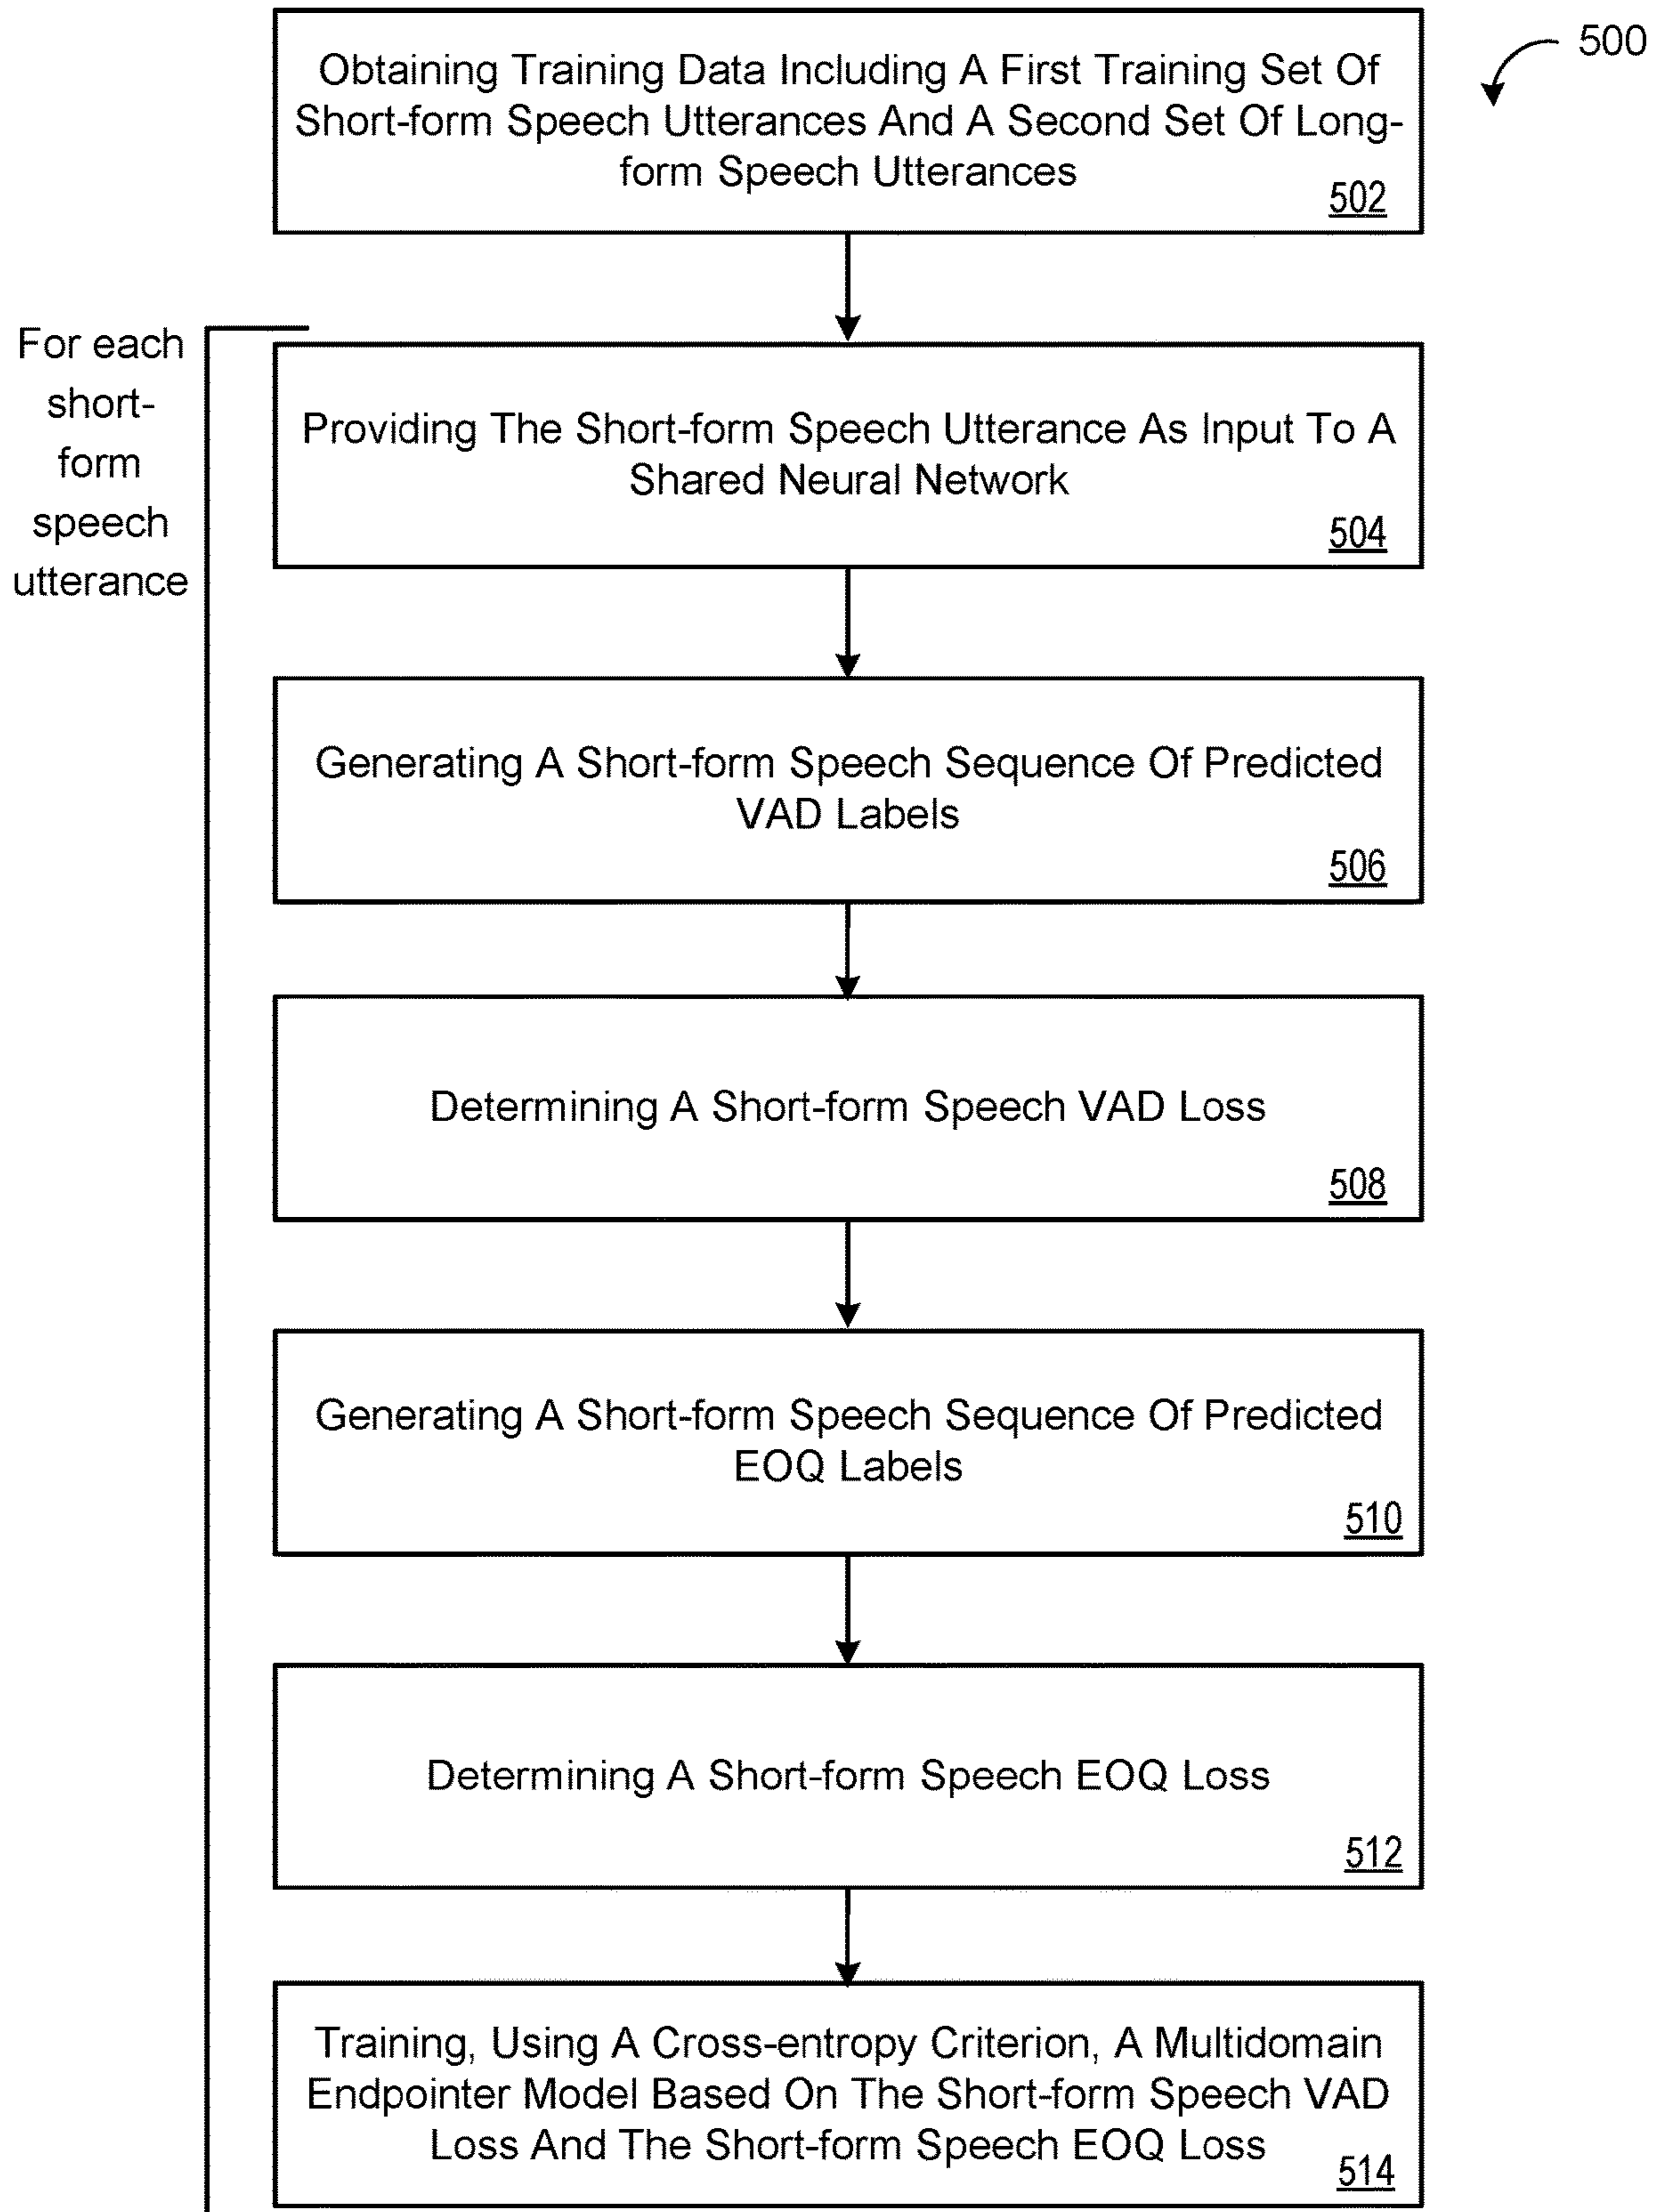 500
Obtaining Training Data Including A First Training Set Of
Short-form Speech Utterances And A Second Set Of Long-
form Speech Utterances
502
For each
short-
form
speech
utterance
Providing The Short-form Speech Utterance As Input To A
Shared Neural Network
504
Generating A Short-form Speech Sequence Of Predicted
VAD Labels
506
Determining A Short-form Speech VAD Loss
508
Generating A Short-form Speech Sequence Of Predicted
EOQ Labels
510
Determining A Short-form Speech EOQ Loss
512
Training, Using A Cross-entropy Criterion, A Multidomain
Endpointer Model Based On The Short-form Speech VAD
Loss And The Short-form Speech EOQ Loss
514